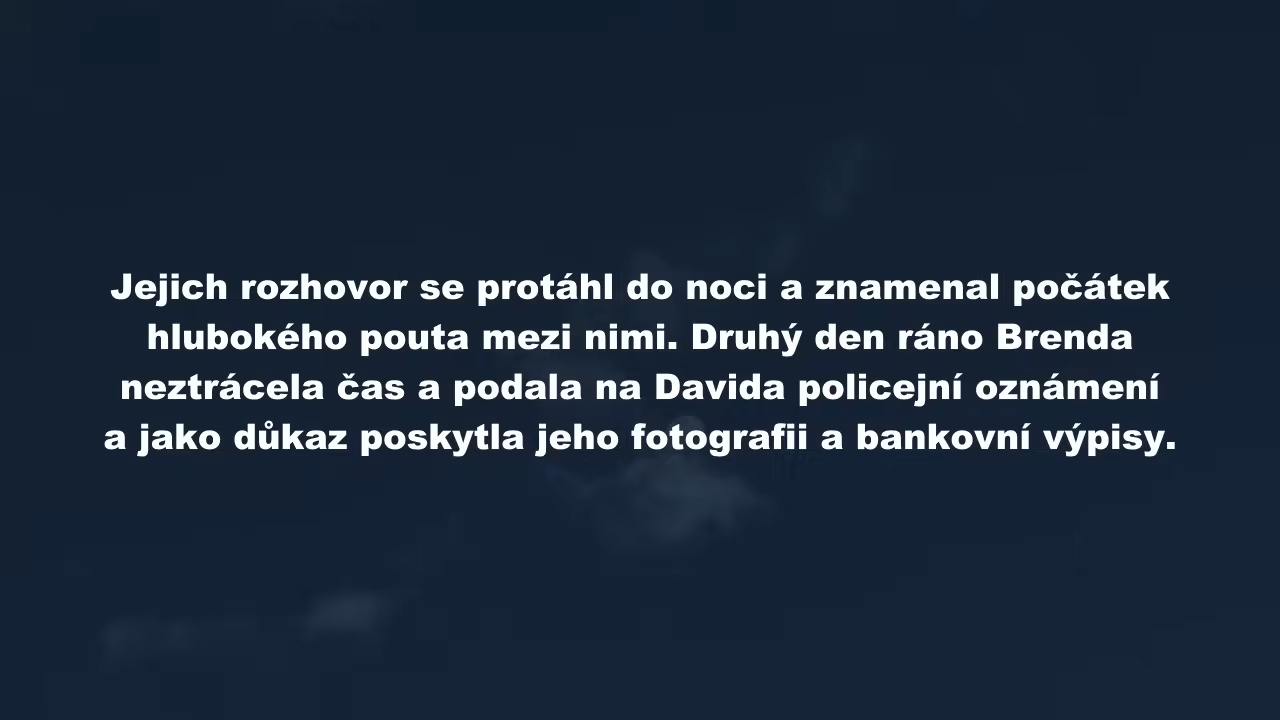 Jejich rozhovor se protáhl do noci a znamenal počátek
hlubokého pouta mezi nimi. Druhý den ráno Brenda
neztrácela čas a podala na Davida policejní oznámení
a jako důkaz poskytla jeho fotografii a bankovní výpisy.